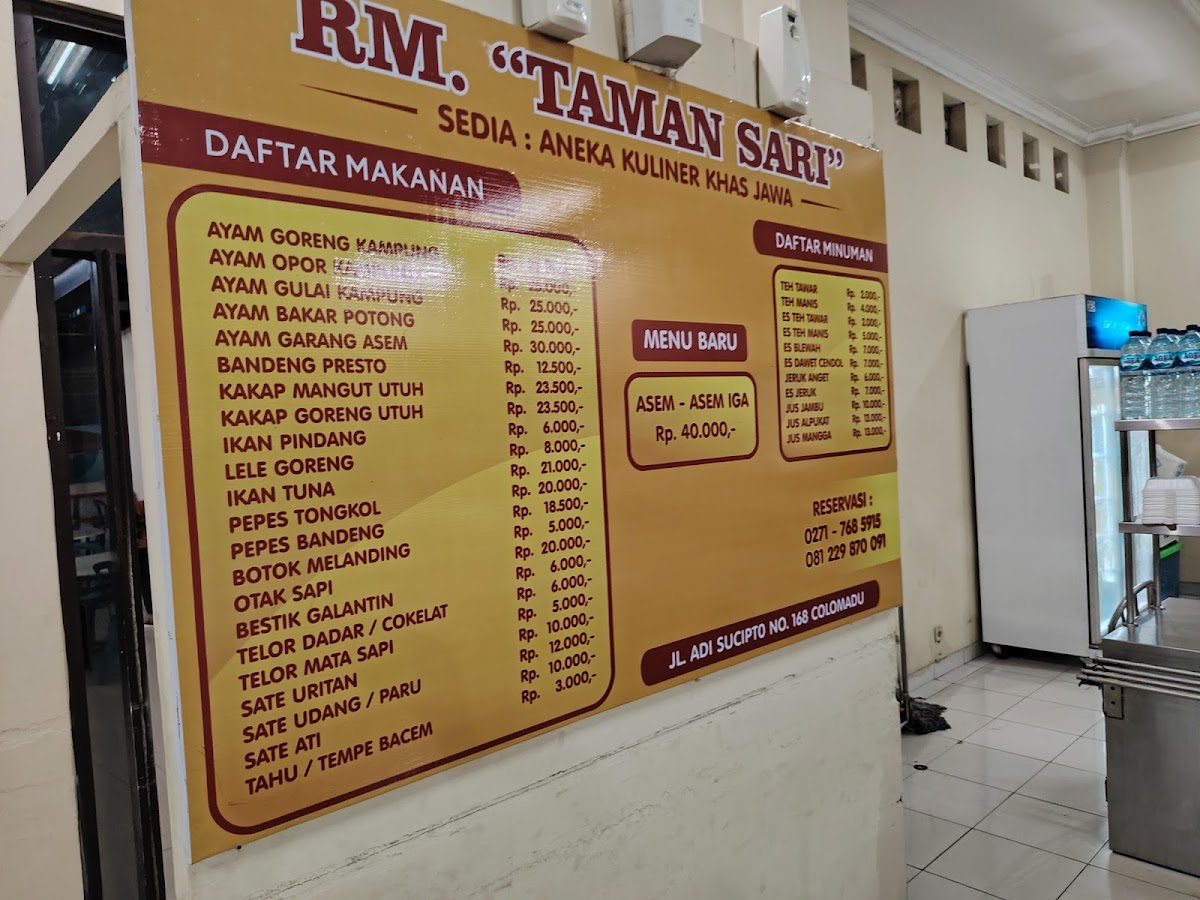 RM. "TAMAN SARI"
SEDIA : ANEKA KULINER KHAS JAWA
DAFTAR MAKANAN
AYAM GORENG KAMPUNG
AYAM OPOR KAMPUNG Rp. 25.000,-
AYAM GULAI KAMPUNG Rp. 25.000,-
AYAM BAKAR POTONG Rp. 25.000,-
AYAM GARANG ASEM Rp. 30.000,-
BANDENG PRESTO Rp. 12.500,-
KAKAP MANGUT UTUH Rp. 23.500,-
KAKAP GORENG UTUH Rp. 23.500,-
IKAN PINDANG Rp. 6.000,-
LELE GORENG Rp. 8.000,-
IKAN TUNA Rp. 21.000,-
PEPES TONGKOL Rp. 20.000,-
PEPES BANDENG Rp. 18.500,-
BOTOK MELANDING Rp. 5.000,-
OTAK SAPI Rp. 20.000,-
BESTIK GALANTIN Rp. 6.000,-
TELOR DADAR / COKELAT Rp. 6.000,-
TELOR MATA SAPI Rp. 5.000,-
SATE URITAN Rp. 10.000,-
SATE UDANG / PARU Rp. 12.000,-
SATE ATI Rp. 10.000,-
TAHU / TEMPE BACEM Rp. 3.000,-
MENU BARU
ASEM - ASEM IGA
Rp. 40.000,-
DAFTAR MINUMAN
TEH TAWAR Rp. 2.000,-
TEH MANIS Rp. 4.000,-
ES TEH TAWAR Rp. 2.000,-
ES TEH MANIS Rp. 5.000,-
ES BLEWAH Rp. 7.000,-
ES DAWET CENDOL Rp. 7.000,-
JERUK ANGET Rp. 6.000,-
ES JERUK Rp. 7.000,-
JUS JAMBU Rp. 10.000,-
JUS ALPUKAT Rp. 13.000,-
JUS MANGGA Rp. 13.000,-
RESERVASI :
0271 - 768 5915
081 229 870 091
JL. ADI SUCIPTO NO. 168 COLOMADU